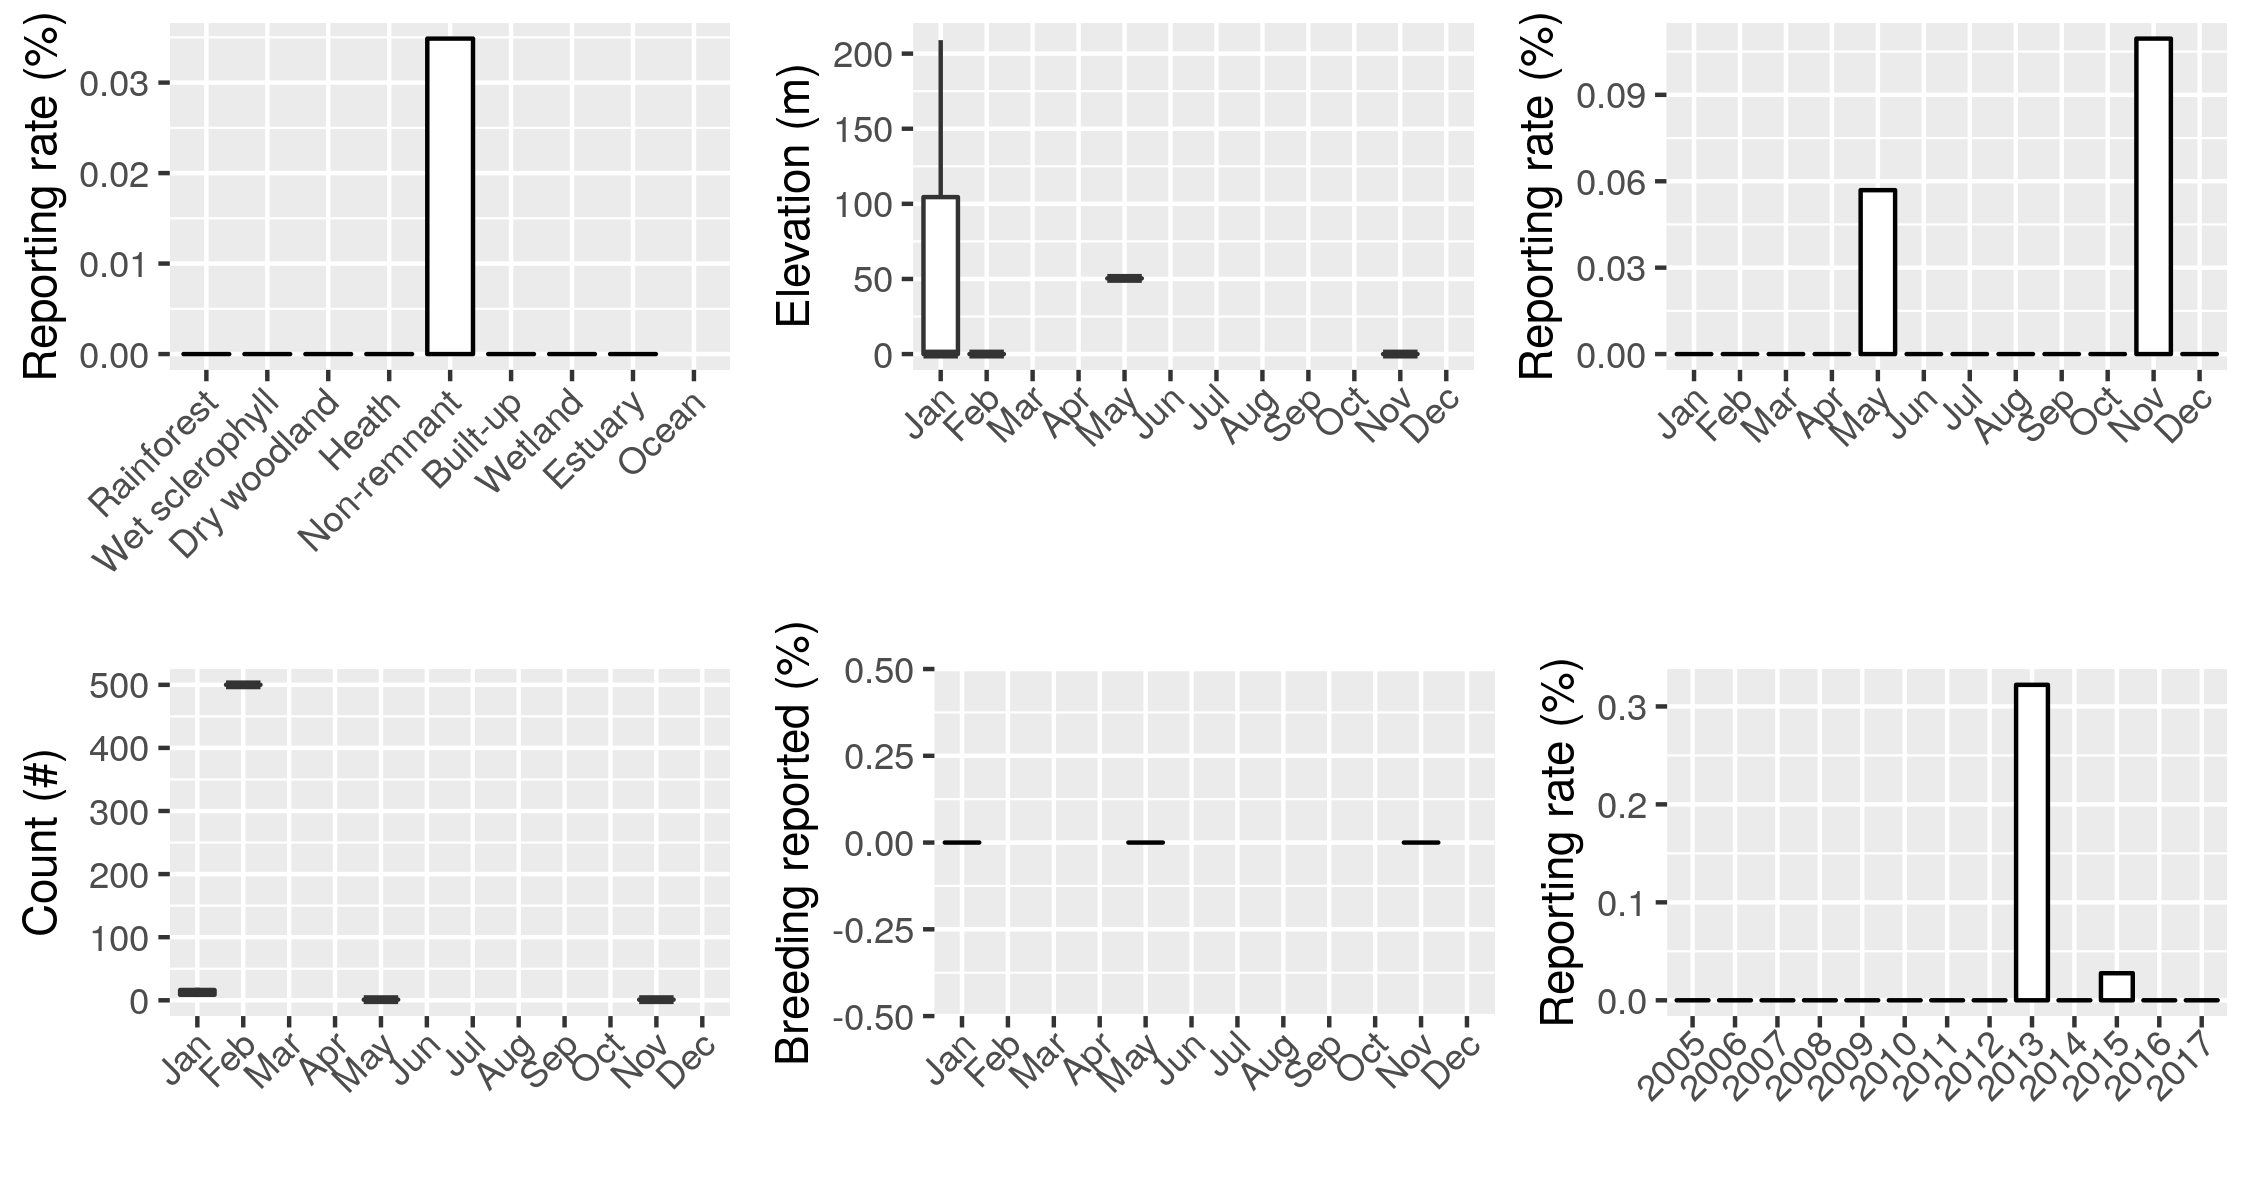 Reporting rate (%)
0.03
0.02
0.01
0.00
Rainforest
Wet sclerophyll
Dry woodland
Heath
Non-remnant
Built-up
Wetland
Estuary
Ocean
Elevation (m)
200
150
100
50
0
Jan
Feb
Mar
Apr
May
Jun
Jul
Aug
Sep
Oct
Nov
Dec
Reporting rate (%)
0.09
0.06
0.03
0.00
Jan
Feb
Mar
Apr
May
Jun
Jul
Aug
Sep
Oct
Nov
Dec
Count (#)
500
400
300
200
100
0
Jan
Feb
Mar
Apr
May
Jun
Jul
Aug
Sep
Oct
Nov
Dec
Breeding reported (%)
0.50
0.25
0.00
-0.25
-0.50
Jan
Feb
Mar
Apr
May
Jun
Jul
Aug
Sep
Oct
Nov
Dec
Reporting rate (%)
0.3
0.2
0.1
0.0
2005
2006
2007
2008
2009
2010
2011
2012
2013
2014
2015
2016
2017